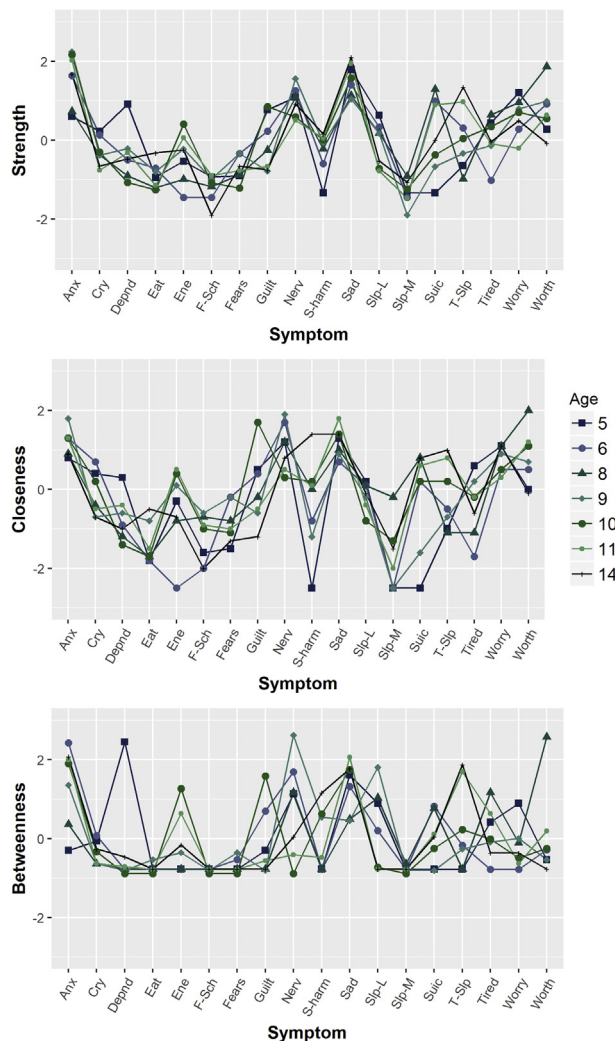 2
0
-2
Strength
Anx Cry Depnd Eat Ene F-Sch Fears Guilt Nerv S-harm Sad Slp-L Slp-M Suic T-Slp Tired Worry Worth
Symptom
2
0
-2
Closeness
Anx Cry Depnd Eat Ene F-Sch Fears Guilt Nerv S-harm Sad Slp-L Slp-M Suic T-Slp Tired Worry Worth
Symptom
Age
5
6
8
9
10
11
14
2
0
-2
Betweenness
Anx Cry Depnd Eat Ene F-Sch Fears Guilt Nerv S-harm Sad Slp-L Slp-M Suic T-Slp Tired Worry Worth
Symptom